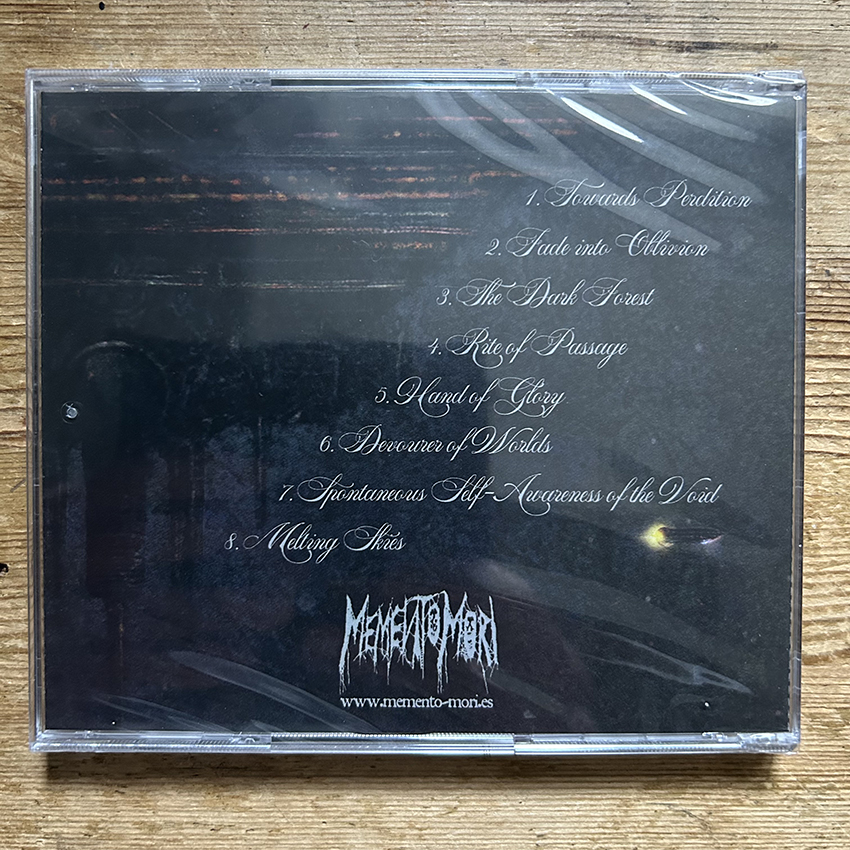 1. Towards Perdition
2. Fade into Oblivion
3. The Dark Forest
4. Rite of Passage
5. Hand of Glory
6. Devourer of Worlds
7. Spontaneous Self-Awareness of the Void
8. Melting Skies
MEMENTO MORI
www.memento-mori.es